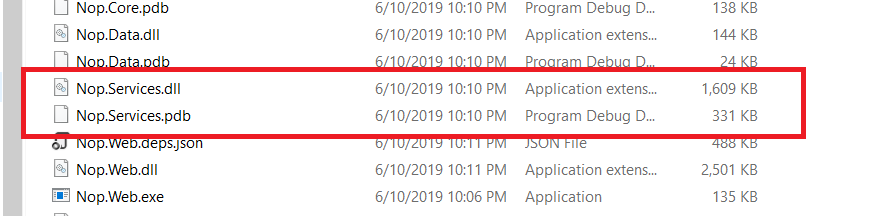 Nop.Core.pdb 6/10/2019 10:10 PM Program Debug D... 138 KB
Nop.Data.dll 6/10/2019 10:10 PM Application extens... 144 KB
Nop.Data.pdb 6/10/2019 10:10 PM Program Debug D... 24 KB
Nop.Services.dll 6/10/2019 10:10 PM Application extens... 1,609 KB
Nop.Services.pdb 6/10/2019 10:10 PM Program Debug D... 331 KB
Nop.Web.deps.json 6/10/2019 10:11 PM JSON File 488 KB
Nop.Web.dll 6/10/2019 10:11 PM Application extens... 2,501 KB
Nop.Web.exe 6/10/2019 10:06 PM Application 135 KB